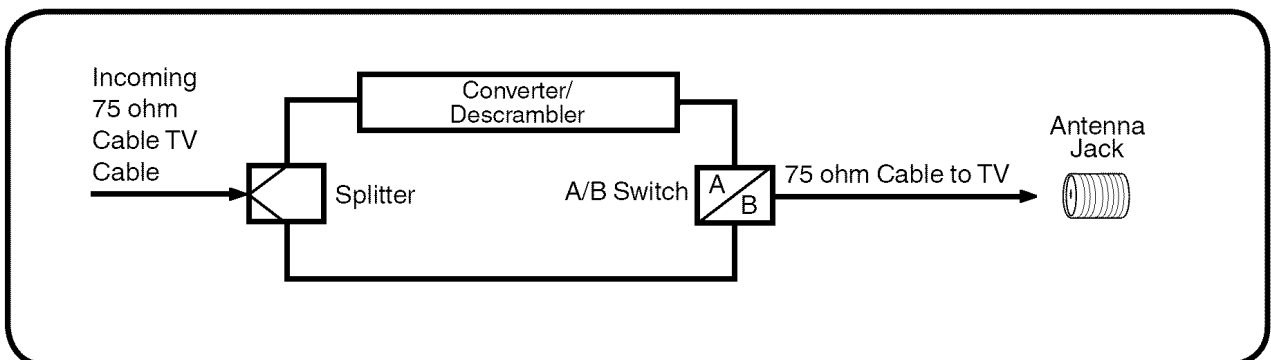 Incoming
75 ohm
Cable TV
Cable
Converter/
Descrambler
Splitter
A/B Switch
A
B
75 ohm Cable to TV
Antenna
Jack